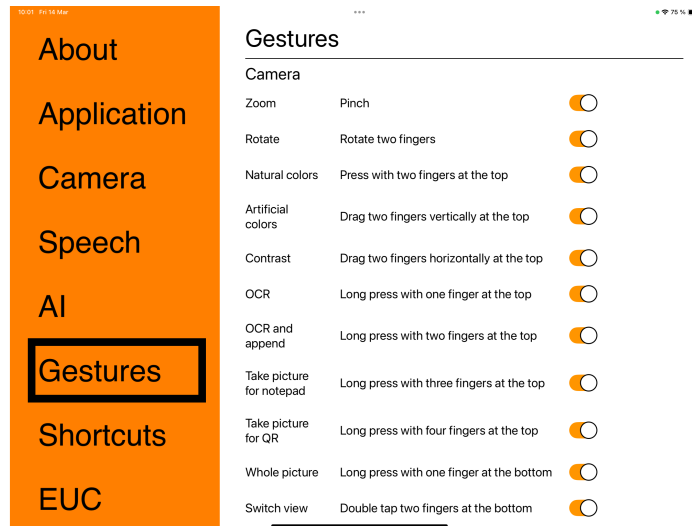 10:01 Fri 14 Mar
75 %
About
Application
Camera
Speech
AI
Gestures
Shortcuts
EUC
Gestures
Camera
Zoom Pinch
Rotate Rotate two fingers
Natural colors Press with two fingers at the top
Artificial
colors
Drag two fingers vertically at the top
Contrast Drag two fingers horizontally at the top
OCR Long press with one finger at the top
OCR and
append
Long press with two fingers at the top
Take picture
for notepad
Long press with three fingers at the top
Take picture
for QR
Long press with four fingers at the top
Whole picture Long press with one finger at the bottom
Switch view Double tap two fingers at the bottom